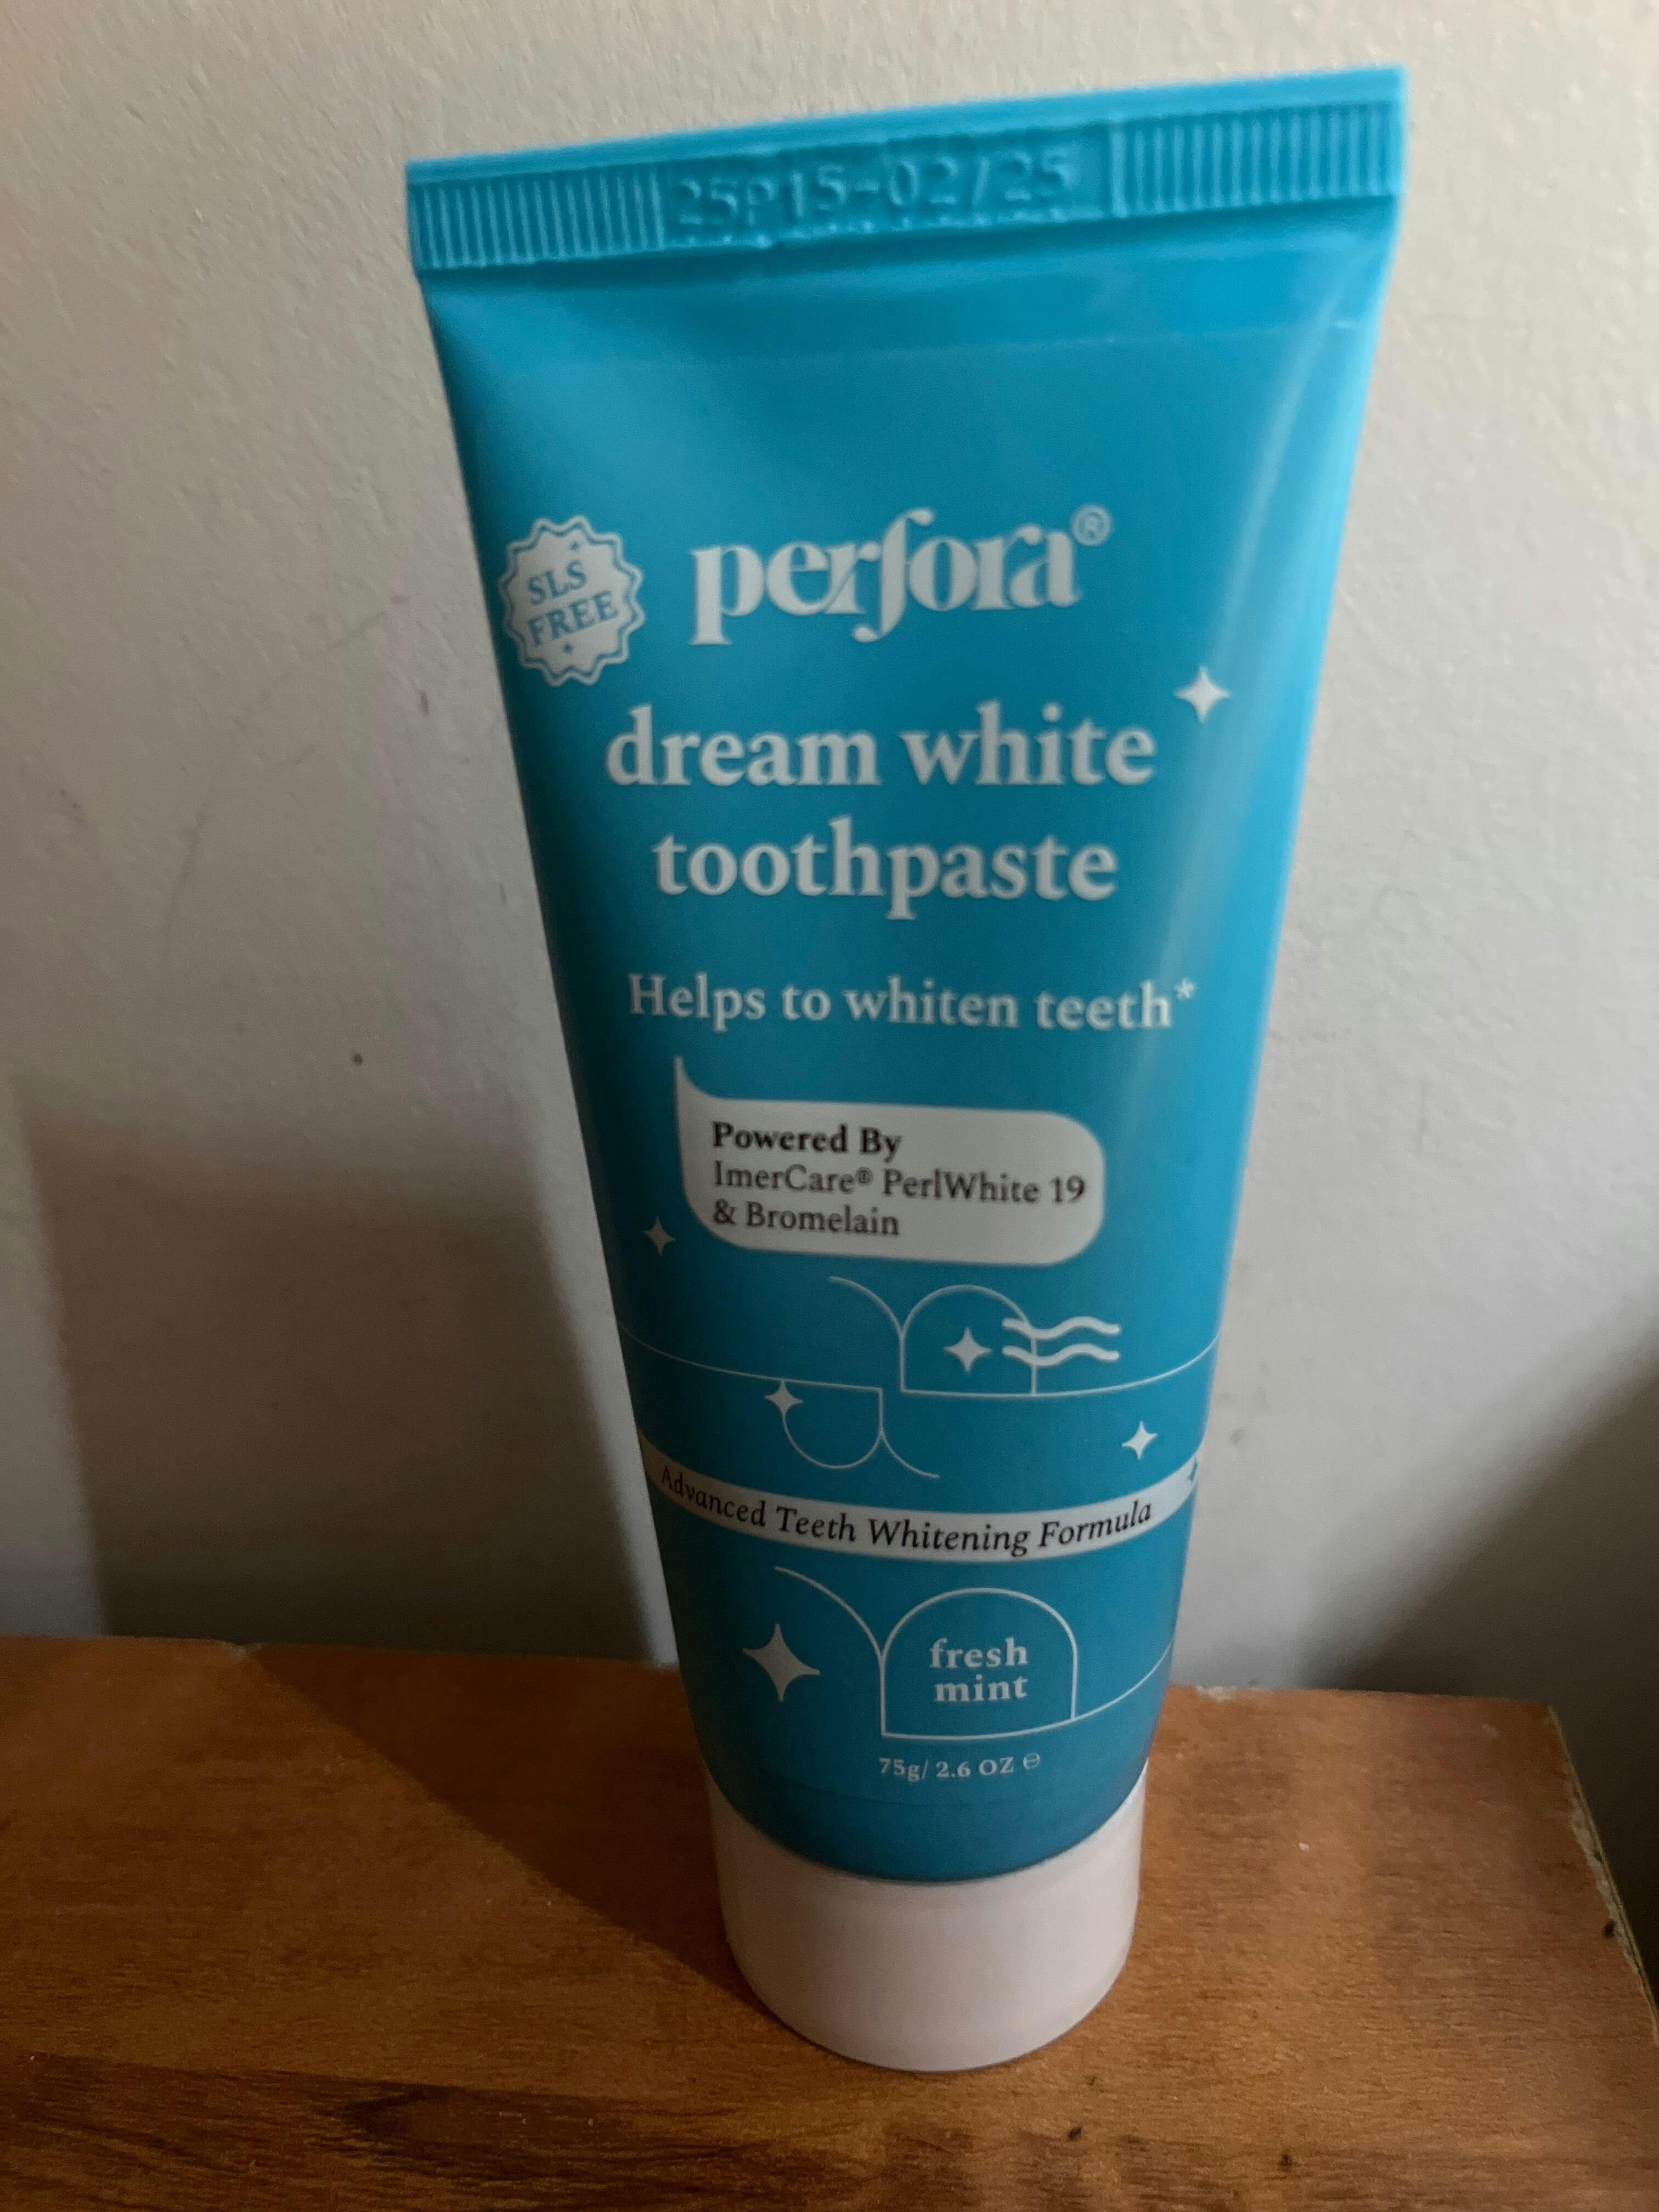 25P15-02/25
SLS
FREE
perfora®
dream white
toothpaste
Helps to whiten teeth*
Powered By
ImerCare® PerlWhite 19
& Bromelain
Advanced Teeth Whitening Formula
fresh
mint
75g/ 2.6 OZ ℮